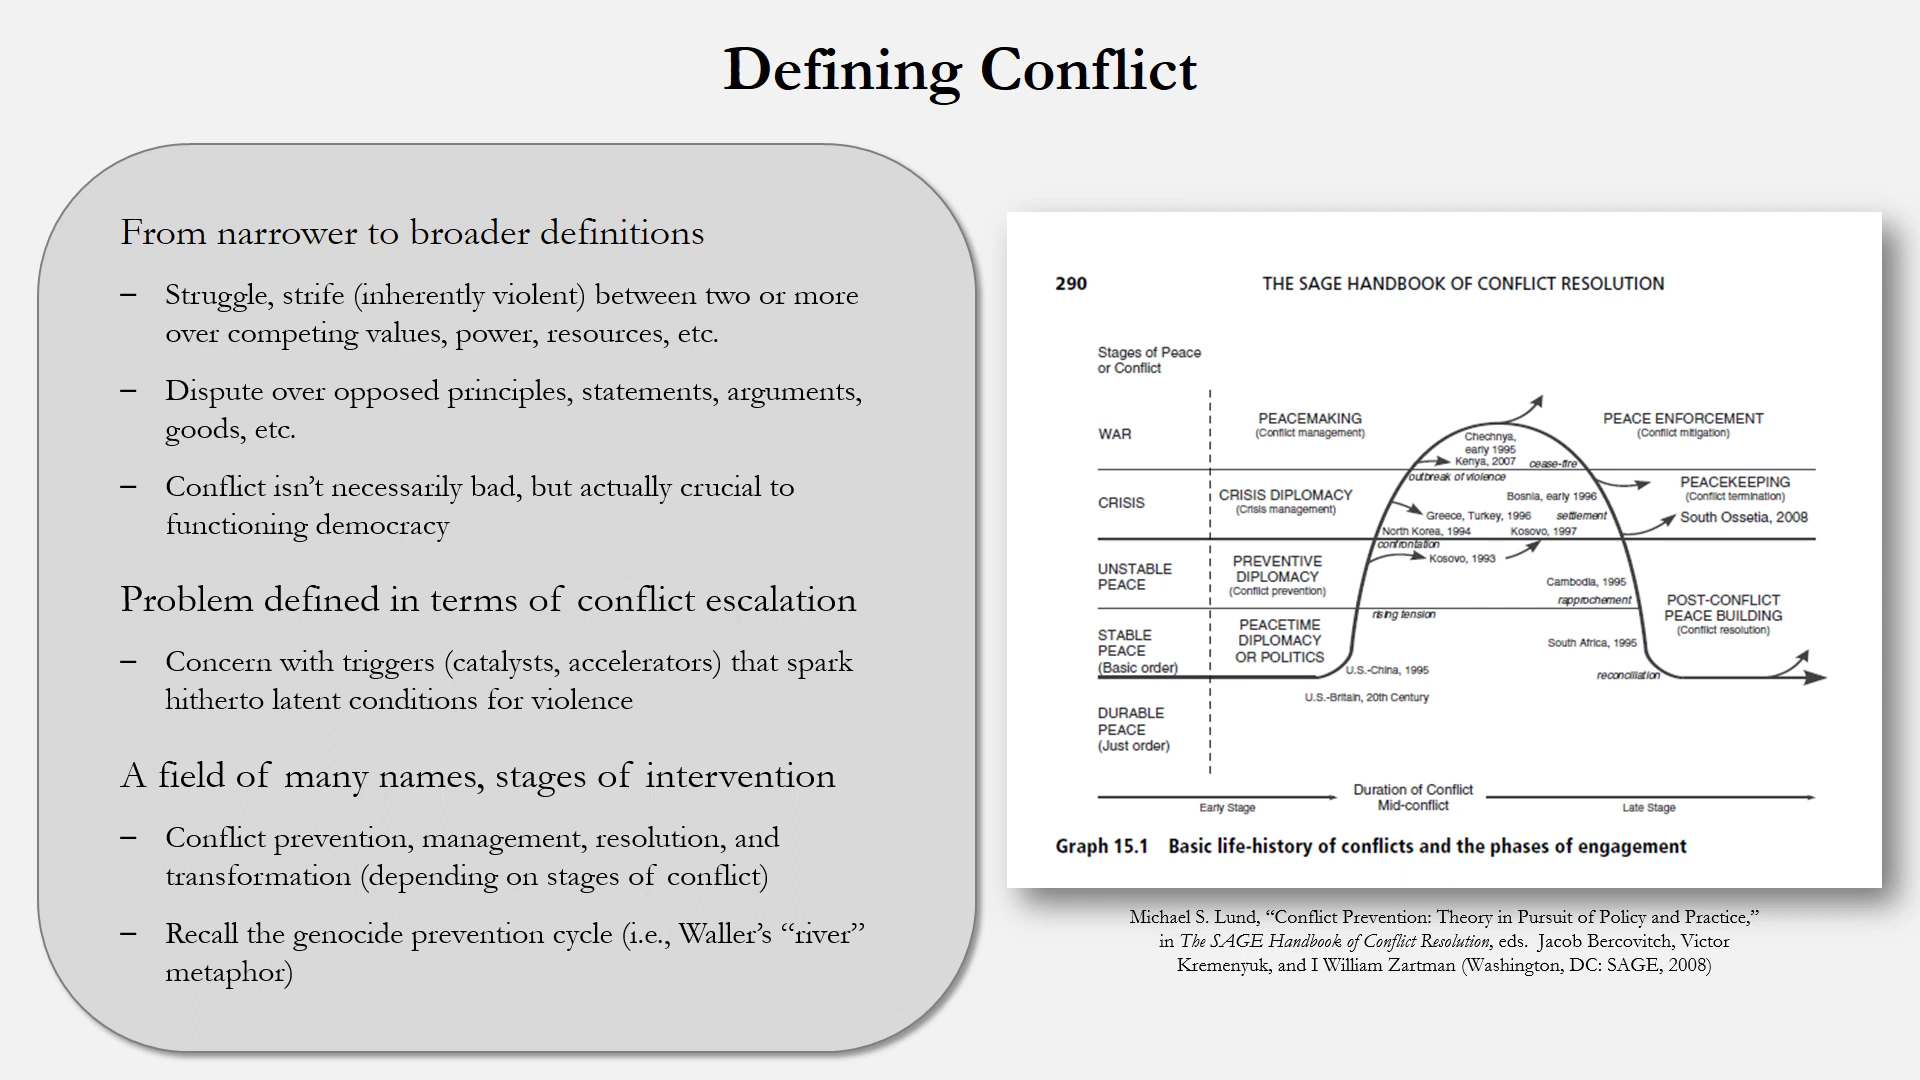 Defining Conflict
From narrower to broader definitions
– Struggle, strife (inherently violent) between two or more
over competing values, power, resources, etc.
– Dispute over opposed principles, statements, arguments,
goods, etc.
– Conflict isn’t necessarily bad, but actually crucial to
functioning democracy
Problem defined in terms of conflict escalation
– Concern with triggers (catalysts, accelerators) that spark
hitherto latent conditions for violence
A field of many names, stages of intervention
– Conflict prevention, management, resolution, and
transformation (depending on stages of conflict)
– Recall the genocide prevention cycle (i.e., Waller’s “river”
metaphor)
290 THE SAGE HANDBOOK OF CONFLICT RESOLUTION
Stages of Peace
or Conflict
WAR
PEACEMAKING
(Conflict management)
Chechnya,
early 1995
Kenya, 2007
cease-fire
PEACE ENFORCEMENT
(Conflict mitigation)
outbreak of violence
CRISIS
CRISIS DIPLOMACY
(Crisis management)
Bosnia, early 1996
Greece, Turkey, 1996
settlement
North Korea, 1994
Kosovo, 1997
PEACEKEEPING
(Conflict termination)
South Ossetia, 2008
confrontation
UNSTABLE
PEACE
PREVENTIVE
DIPLOMACY
(Conflict prevention)
Kosovo, 1993
Cambodia, 1995
rapprochement
rising tension
STABLE
PEACE
(Basic order)
PEACETIME
DIPLOMACY
OR POLITICS
South Africa, 1995
POST-CONFLICT
PEACE BUILDING
(Conflict resolution)
U.S.-China, 1995
reconciliation
U.S.-Britain, 20th Century
DURABLE
PEACE
(Just order)
Duration of Conflict
Early Stage
Mid-conflict
Late Stage
Graph 15.1 Basic life-history of conflicts and the phases of engagement
Michael S. Lund, “Conflict Prevention: Theory in Pursuit of Policy and Practice,”
in The SAGE Handbook of Conflict Resolution, eds. Jacob Bercovitch, Victor
Kremenyuk, and I William Zartman (Washington, DC: SAGE, 2008)